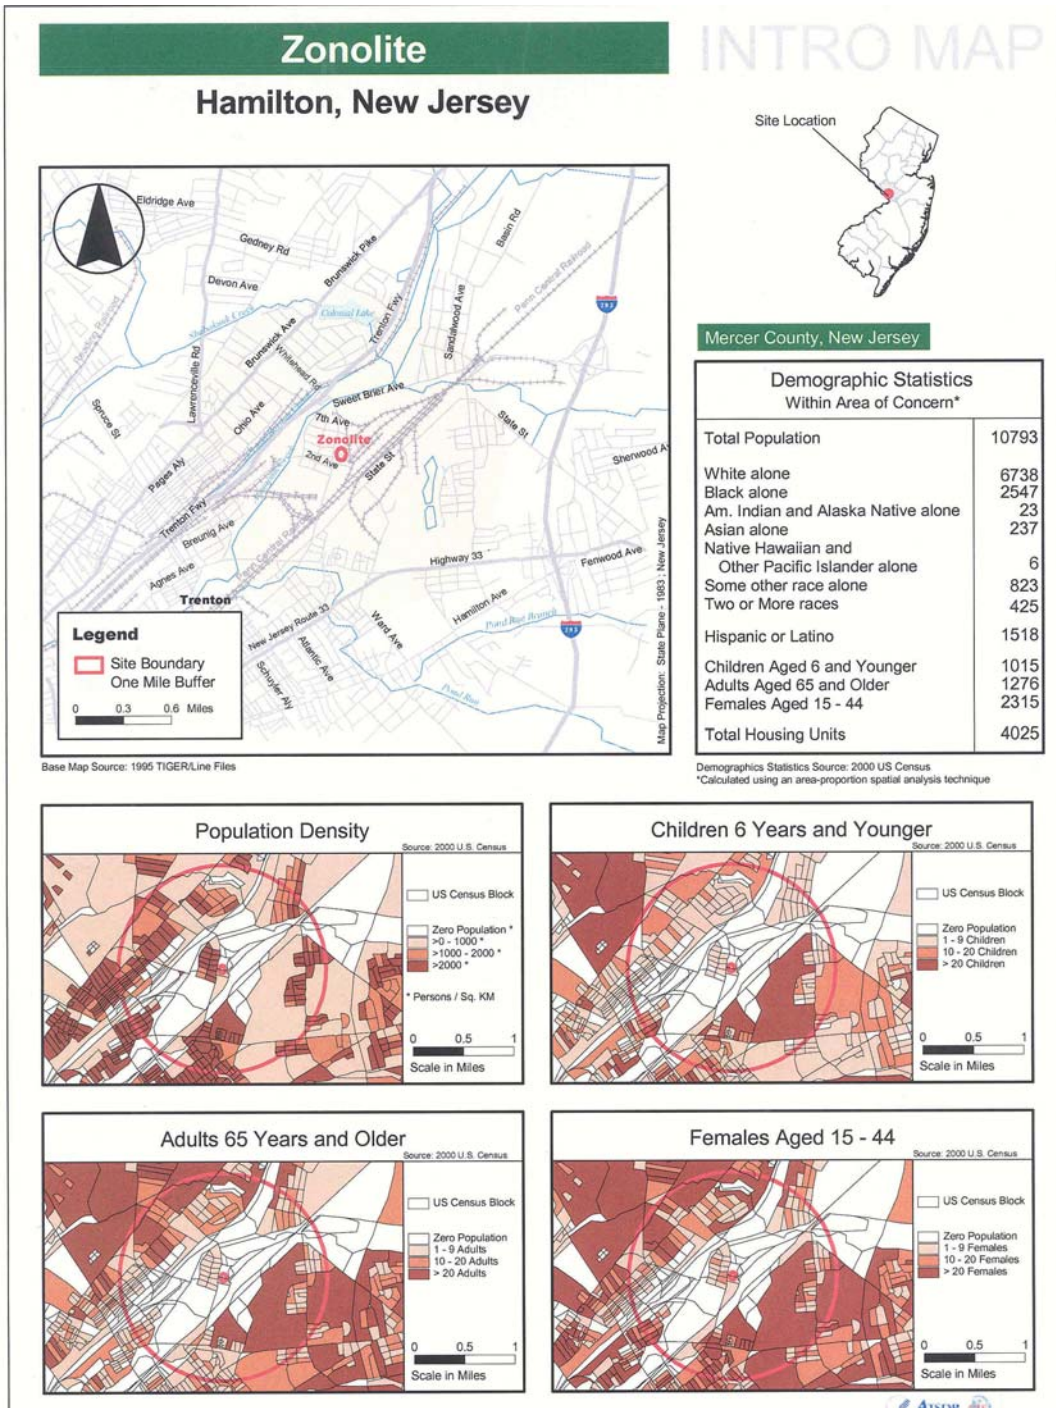 Zonolite
INTRO MAP
Hamilton, New Jersey
Site Location
Eldridge Ave
Gedney Rd
Brunswick Pike
Basin Rd
Devon Ave
Shabakunk Creek
Colonial Lake
Trenton Fwy
Penn Central Railroad
Sandalwood Ave
Brunswick Ave
Whitehead Rd
Lawrenceville Rd
Sweet Brier Ave
Spruce St
Ohio Ave
7th Ave
Zonolite
2nd Ave
State St
State St
Pages Aly
Trenton Fwy
Breunig Ave
Agnes Ave
Highway 33
Fenwood Ave
Trenton
New Jersey Route 33
Atlantic Ave
Schuyler Aly
Ward Ave
Hamilton Ave
Pond Run Branch
Pond Run
Legend
Site Boundary
One Mile Buffer
0 0.3 0.6 Miles
Map Projection: State Plane - 1983 ; New Jersey
Base Map Source: 1995 TIGER/Line Files
Mercer County, New Jersey
Demographic Statistics
Within Area of Concern*
Total Population 10793
White alone 6738
Black alone 2547
Am. Indian and Alaska Native alone 23
Asian alone 237
Native Hawaiian and
Other Pacific Islander alone 6
Some other race alone 823
Two or More races 425
Hispanic or Latino 1518
Children Aged 6 and Younger 1015
Adults Aged 65 and Older 1276
Females Aged 15 - 44 2315
Total Housing Units 4025
Demographics Statistics Source: 2000 US Census
*Calculated using an area-proportion spatial analysis technique
Population Density
Source: 2000 U.S. Census
US Census Block
Zero Population *
>0 - 1000 *
>1000 - 2000 *
>2000 *
* Persons / Sq. KM
0 0.5 1
Scale in Miles
Children 6 Years and Younger
Source: 2000 U.S. Census
US Census Block
Zero Population
1 - 9 Children
10 - 20 Children
> 20 Children
0 0.5 1
Scale in Miles
Adults 65 Years and Older
Source: 2000 U.S. Census
US Census Block
Zero Population
1 - 9 Adults
10 - 20 Adults
> 20 Adults
0 0.5 1
Scale in Miles
Females Aged 15 - 44
Source: 2000 U.S. Census
US Census Block
Zero Population
1 - 9 Females
10 - 20 Females
> 20 Females
0 0.5 1
Scale in Miles